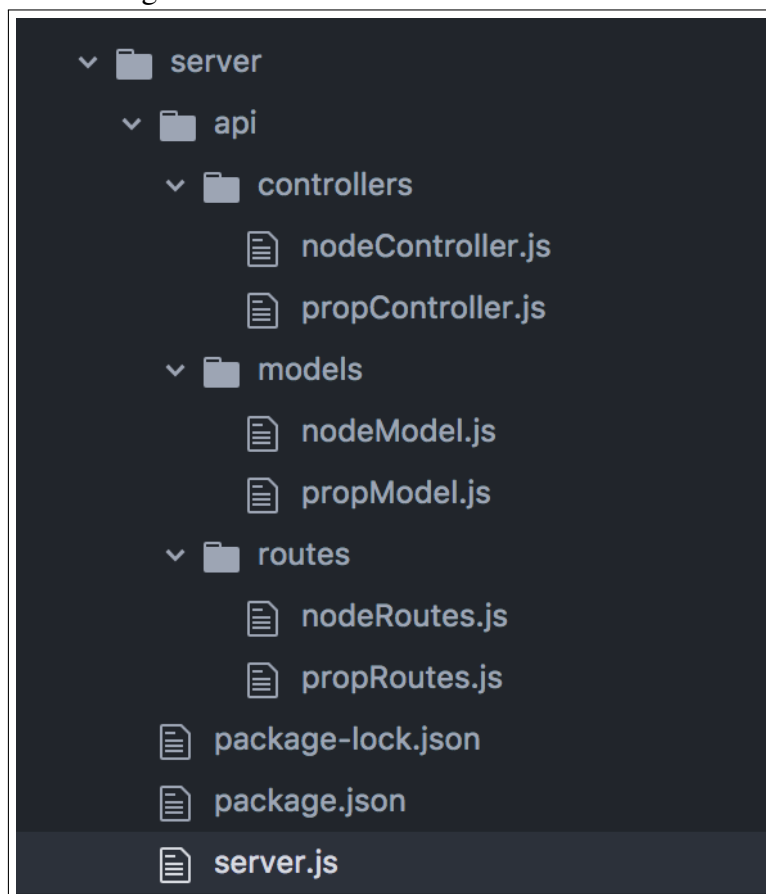 server
api
controllers
nodeController.js
propController.js
models
nodeModel.js
propModel.js
routes
nodeRoutes.js
propRoutes.js
package-lock.json
package.json
server.js